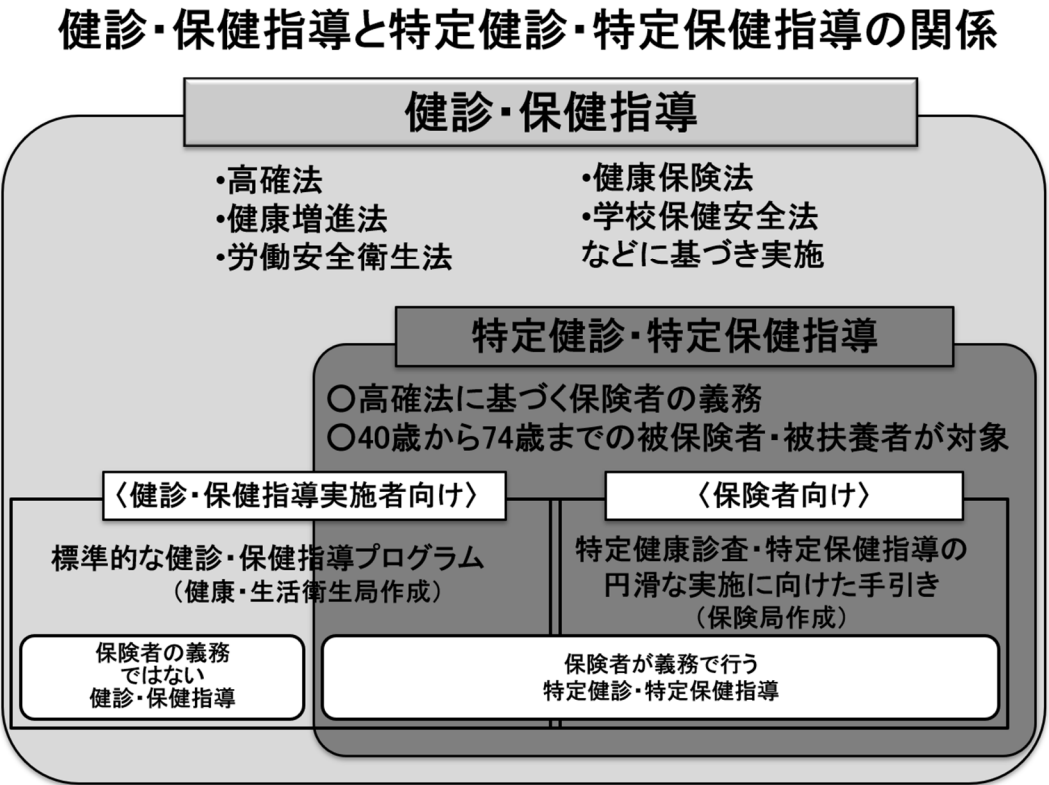 健診・保健指導と特定健診・特定保健指導の関係
健診・保健指導
・高確法
・健康増進法
・労働安全衛生法
・健康保険法
・学校保健安全法
などに基づき実施
特定健診・特定保健指導
○高確法に基づく保険者の義務
○40歳から74歳までの被保険者・被扶養者が対象
〈健診・保健指導実施者向け〉
標準的な健診・保健指導プログラム
（健康・生活衛生局作成）
〈保険者向け〉
特定健康診査・特定保健指導の
円滑な実施に向けた手引き
（保険局作成）
保険者の義務
ではない
健診・保健指導
保険者が義務で行う
特定健診・特定保健指導